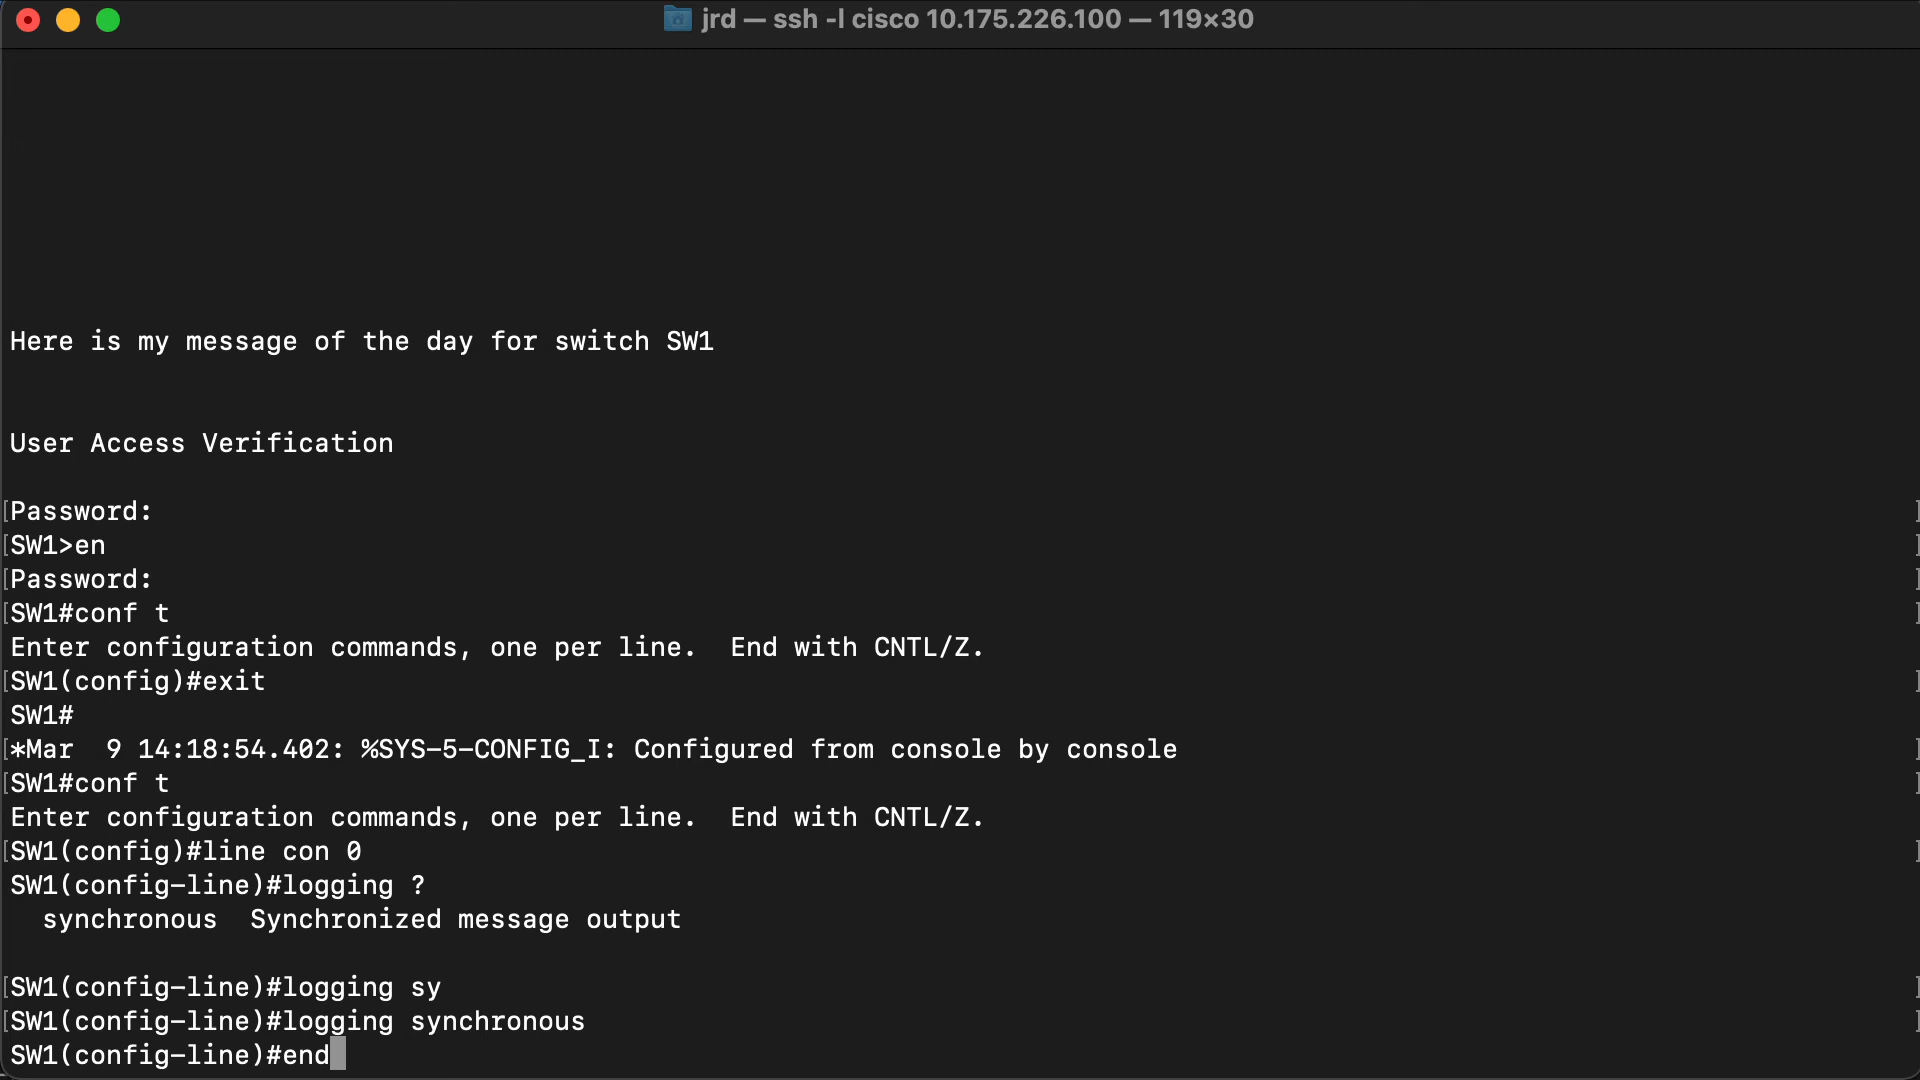 jrd — ssh -l cisco 10.175.226.100 — 119×30
Here is my message of the day for switch SW1
User Access Verification
[Password: ]
[SW1>en ]
[Password: ]
[SW1#conf t ]
Enter configuration commands, one per line.  End with CNTL/Z.
[SW1(config)#exit ]
SW1#
[*Mar  9 14:18:54.402: %SYS-5-CONFIG_I: Configured from console by console ]
[SW1#conf t ]
Enter configuration commands, one per line.  End with CNTL/Z.
[SW1(config)#line con 0 ]
SW1(config-line)#logging ?
  synchronous  Synchronized message output
[SW1(config-line)#logging sy ]
[SW1(config-line)#logging synchronous ]
SW1(config-line)#end